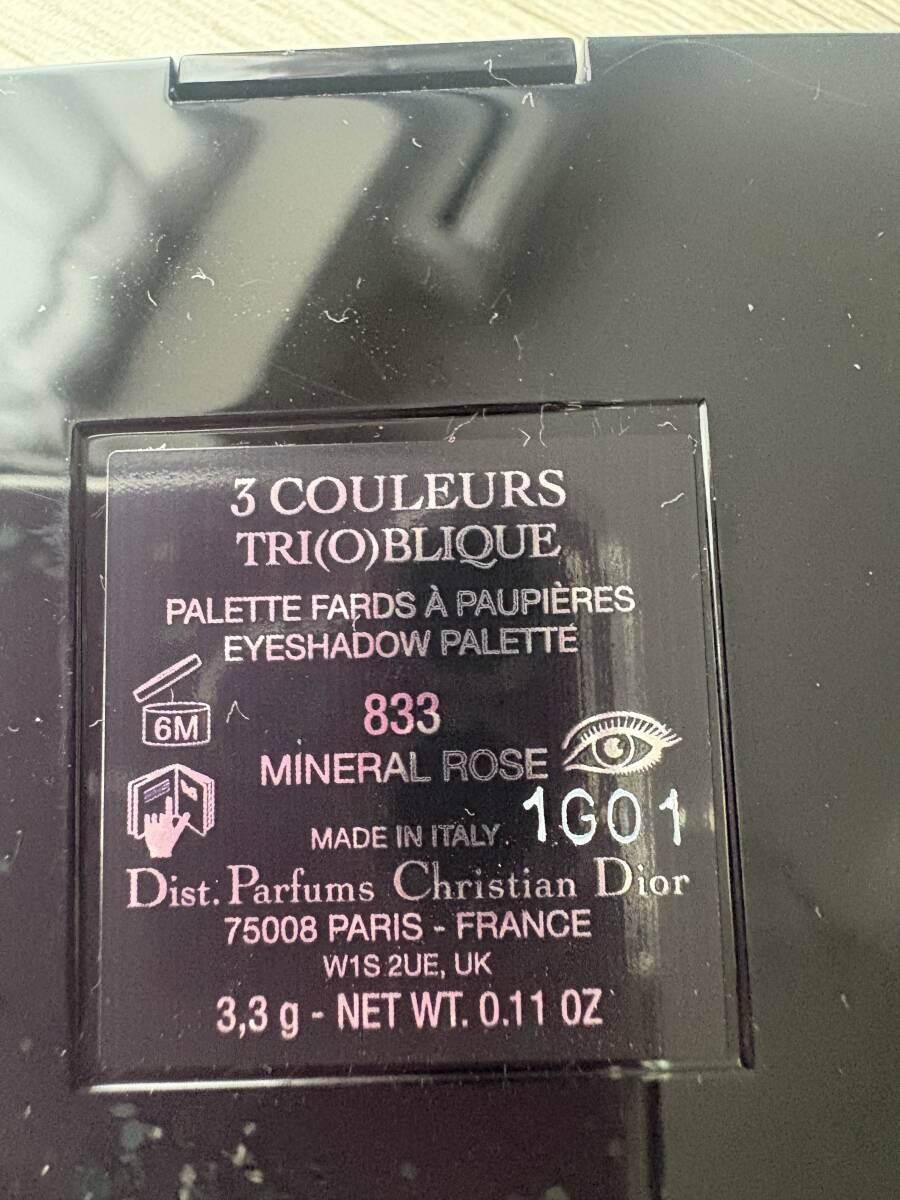 3 COULEURS
TRI(O)BLIQUE
PALETTE FARDS À PAUPIÈRES
EYESHADOW PALETTE
6M
833
MINERAL ROSE
MADE IN ITALY.
1G01
Dist. Parfums Christian Dior
75008 PARIS - FRANCE
W1S 2UE, UK
3,3 g - NET WT. 0.11 OZ